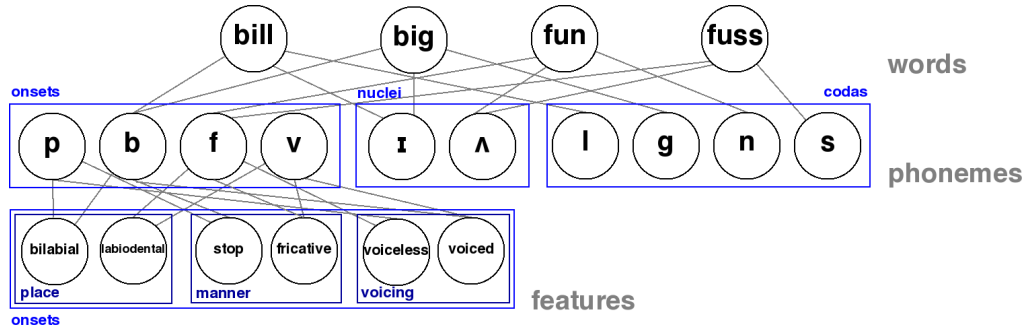 bill big fun fuss
words
onsets nuclei codas
p b f v ɪ ʌ l g n s
phonemes
bilabial labiodental stop fricative voiceless voiced
place manner voicing
features
onsets